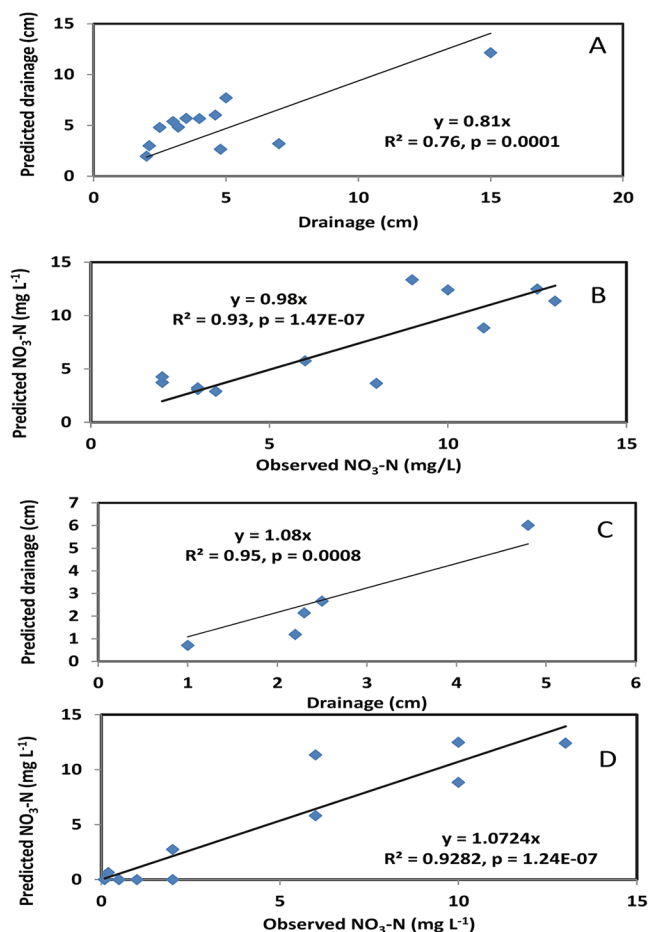 15
10
5
0
Predicted drainage (cm)
A
y = 0.81x
R² = 0.76, p = 0.0001
0 5 10 15 20
Drainage (cm)
15
10
5
0
Predicted NO₃-N (mg L⁻¹)
B
y = 0.98x
R² = 0.93, p = 1.47E-07
0 5 10 15
Observed NO₃-N (mg/L)
7
6
5
4
3
2
1
0
Predicted drainage (cm)
C
y = 1.08x
R² = 0.95, p = 0.0008
0 1 2 3 4 5 6
Drainage (cm)
15
10
5
0
Predicted NO₃-N (mg L⁻¹)
D
y = 1.0724x
R² = 0.9282, p = 1.24E-07
0 5 10 15
Observed NO₃-N (mg L⁻¹)